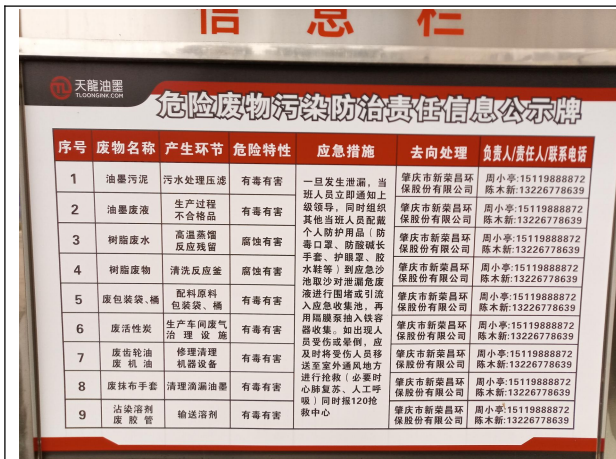 信息栏
天龍油墨
TLOONGINK.COM
危险废物污染防治责任信息公示牌
序号 废物名称 产生环节 危险特性 应急措施 去向处理 负责人/责任人/联系电话
1 油墨污泥 污水处理压滤 有毒有害 肇庆市新荣昌环 周小亭:15119888872
保股份有限公司 陈木新:13226778639
2 油墨废液 生产过程 有毒有害 肇庆市新荣昌环 周小亭:15119888872
不合格品 保股份有限公司 陈木新:13226778639
3 树脂废水 高温蒸馏 腐蚀有害 肇庆市新荣昌环 周小亭:15119888872
反应残留 保股份有限公司 陈木新:13226778639
4 树脂废物 清洗反应釜 腐蚀有害 肇庆市新荣昌环 周小亭:15119888872
保股份有限公司 陈木新:13226778639
5 废包装袋、桶 配料原料 有毒有害 肇庆市新荣昌环 周小亭:15119888872
包装袋、桶 保股份有限公司 陈木新:13226778639
6 废活性炭 生产车间废气 有毒有害 肇庆市新荣昌环 周小亭:15119888872
治理设施 保股份有限公司 陈木新:13226778639
7 废齿轮油 修理清理 有毒有害 肇庆市新荣昌环 周小亭:15119888872
废机油 机器设备 保股份有限公司 陈木新:13226778639
8 废抹布手套 清理滴漏油墨 有毒有害 肇庆市新荣昌环 周小亭:15119888872
保股份有限公司 陈木新:13226778639
9 沾染溶剂 输送溶剂 有毒有害 肇庆市新荣昌环 周小亭:15119888872
废胶管 保股份有限公司 陈木新:13226778639
一旦发生泄漏，当
班人员立即通知上
级领导，同时组织
其他当班人员配戴
个人防护用品（防
毒口罩、防酸碱长
手套、护眼罩、胶
水鞋等）到应急沙
池取沙对泄漏危废
液进行围堵或引流
入应急收集池，再
用隔膜泵抽入铁容
器收集。如出现人
员受伤或晕倒，应
及时将受伤人员移
送至室外通风地方
进行抢救（必要时
心肺复苏、人工呼
吸）同时报120抢
救中心